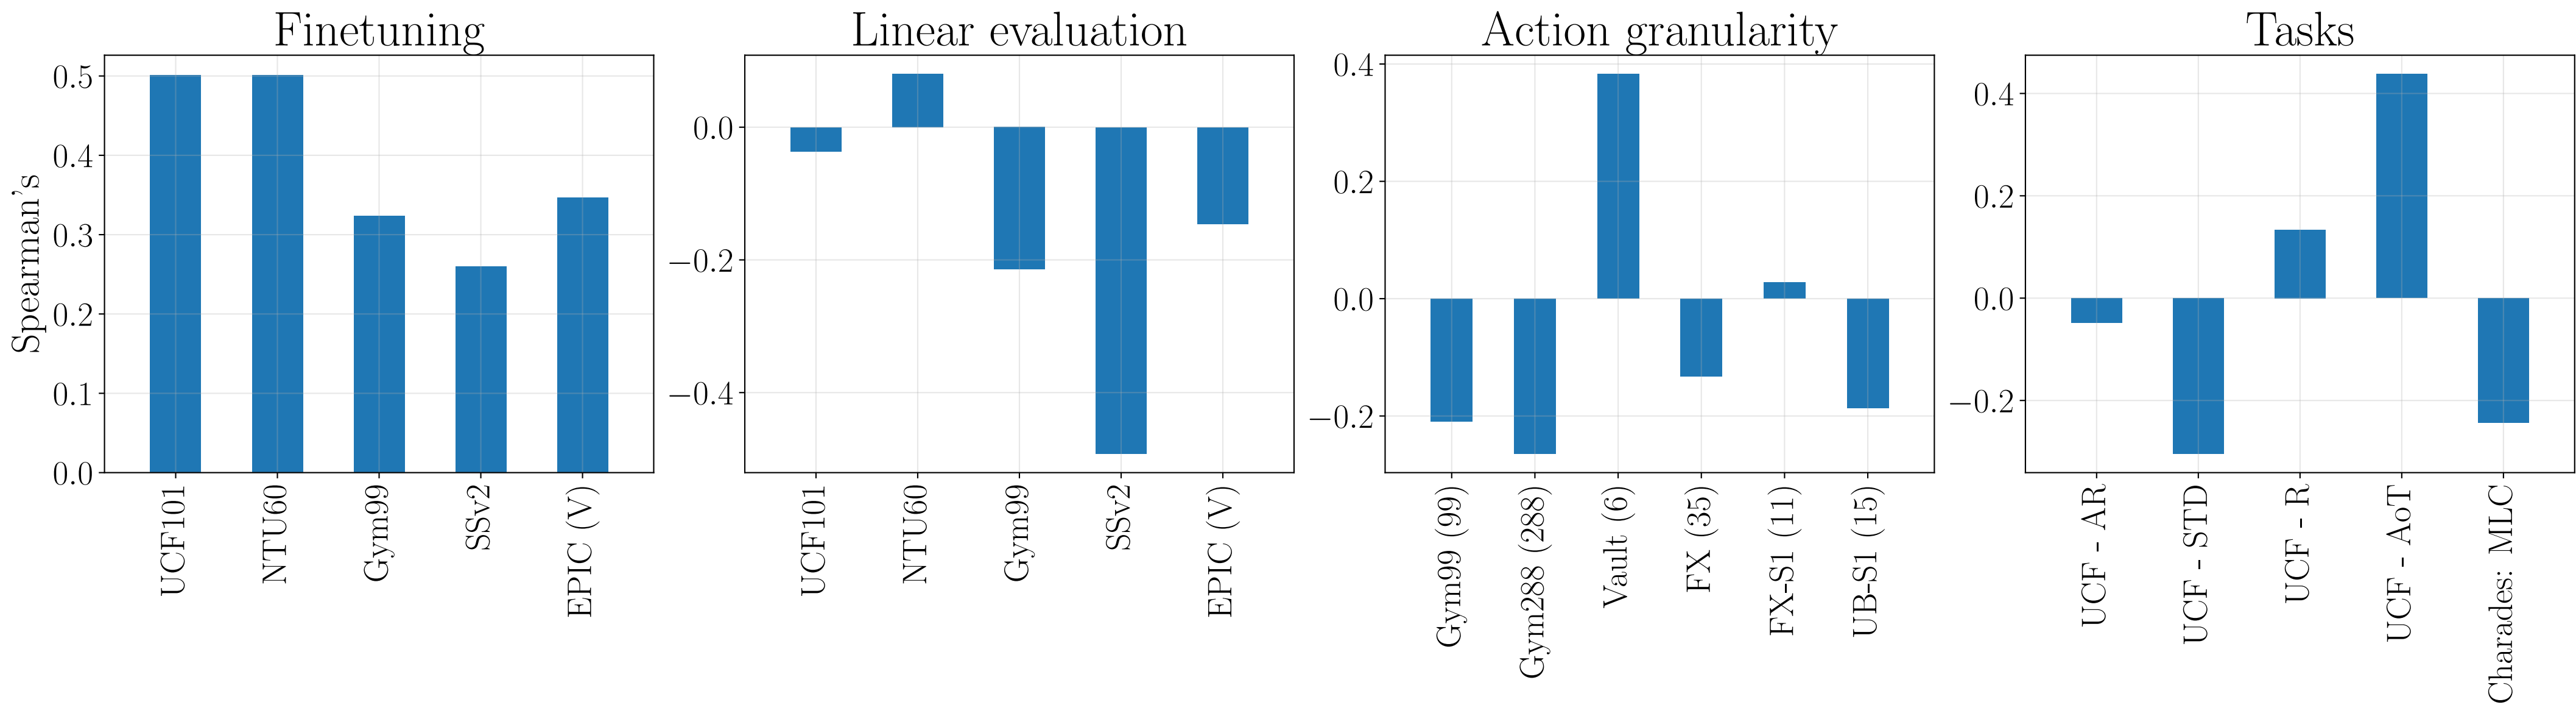 Finetuning
Spearman's
0.5
0.4
0.3
0.2
0.1
0.0
UCF101
NTU60
Gym99
SSv2
EPIC (V)
Linear evaluation
0.0
−0.2
−0.4
UCF101
NTU60
Gym99
SSv2
EPIC (V)
Action granularity
0.4
0.2
0.0
−0.2
Gym99 (99)
Gym288 (288)
Vault (6)
FX (35)
FX-S1 (11)
UB-S1 (15)
Tasks
0.4
0.2
0.0
−0.2
UCF - AR
UCF - STD
UCF - R
UCF - AoT
Charades: MLC